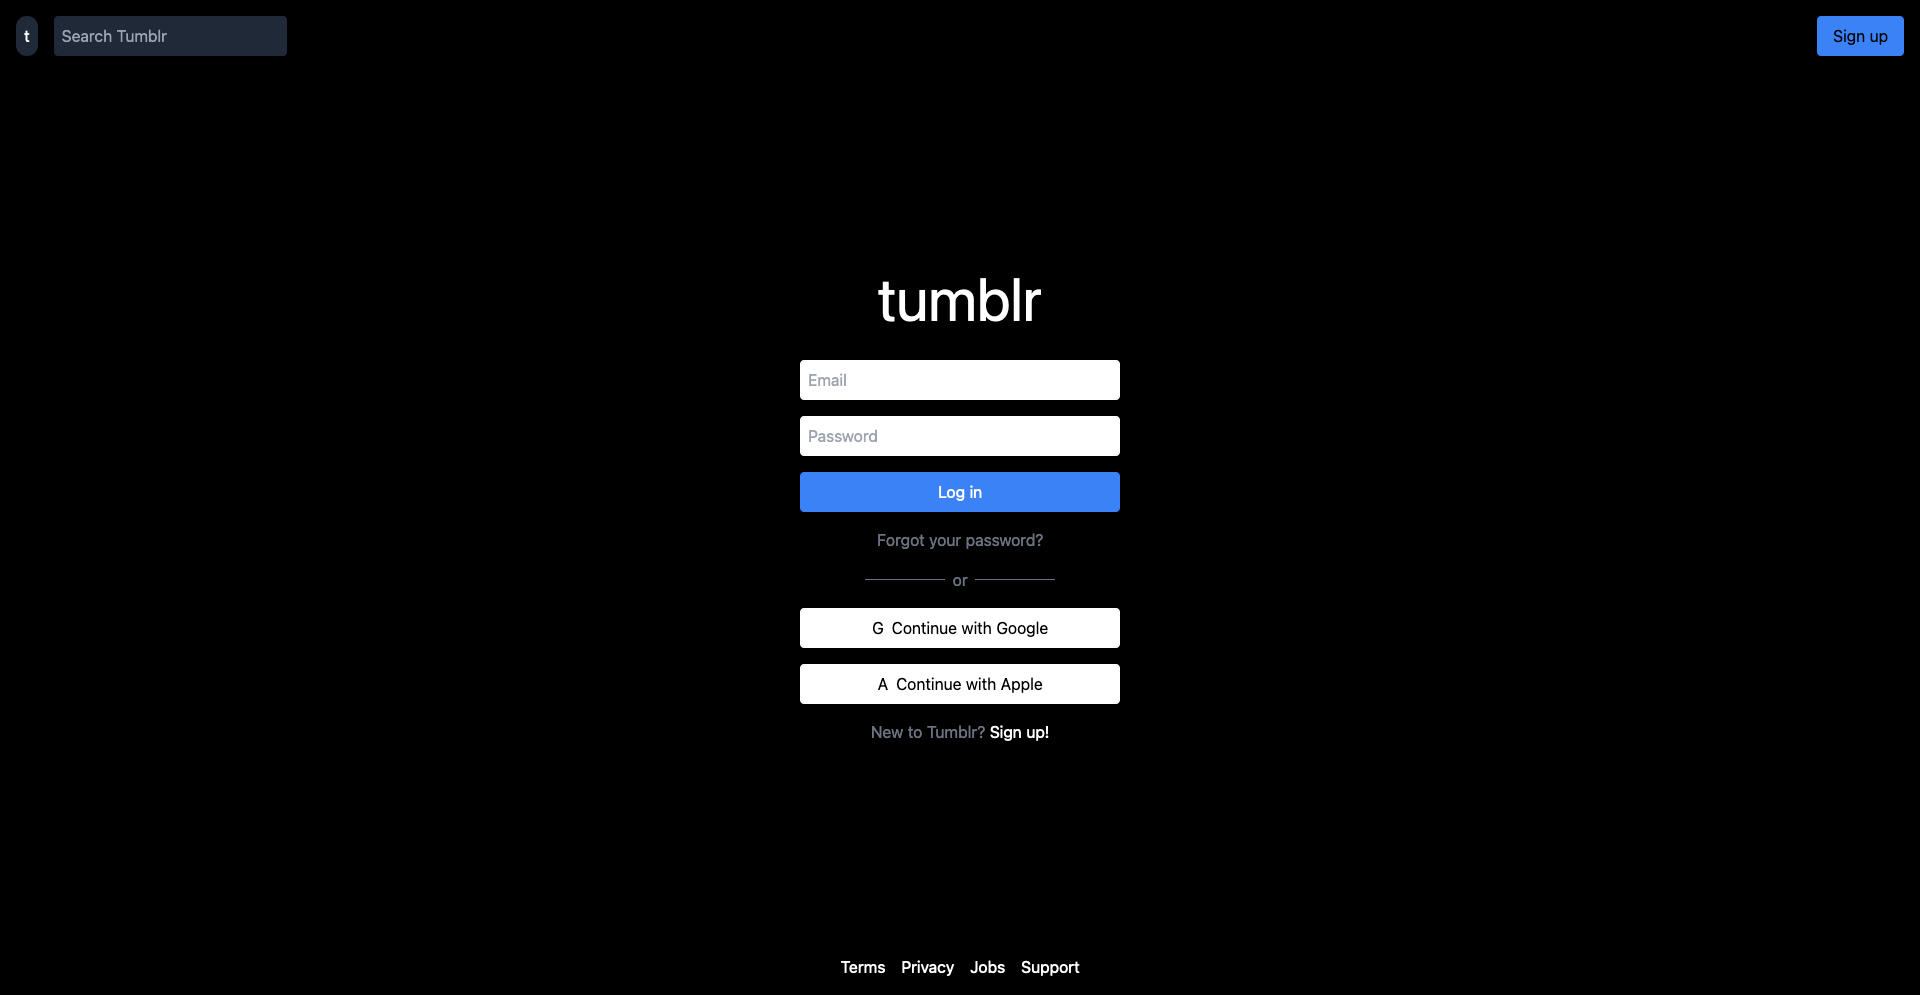 t Search Tumblr Sign up
tumblr
Email
Password
Log in
Forgot your password?
or
G Continue with Google
A Continue with Apple
New to Tumblr? Sign up!
Terms Privacy Jobs Support